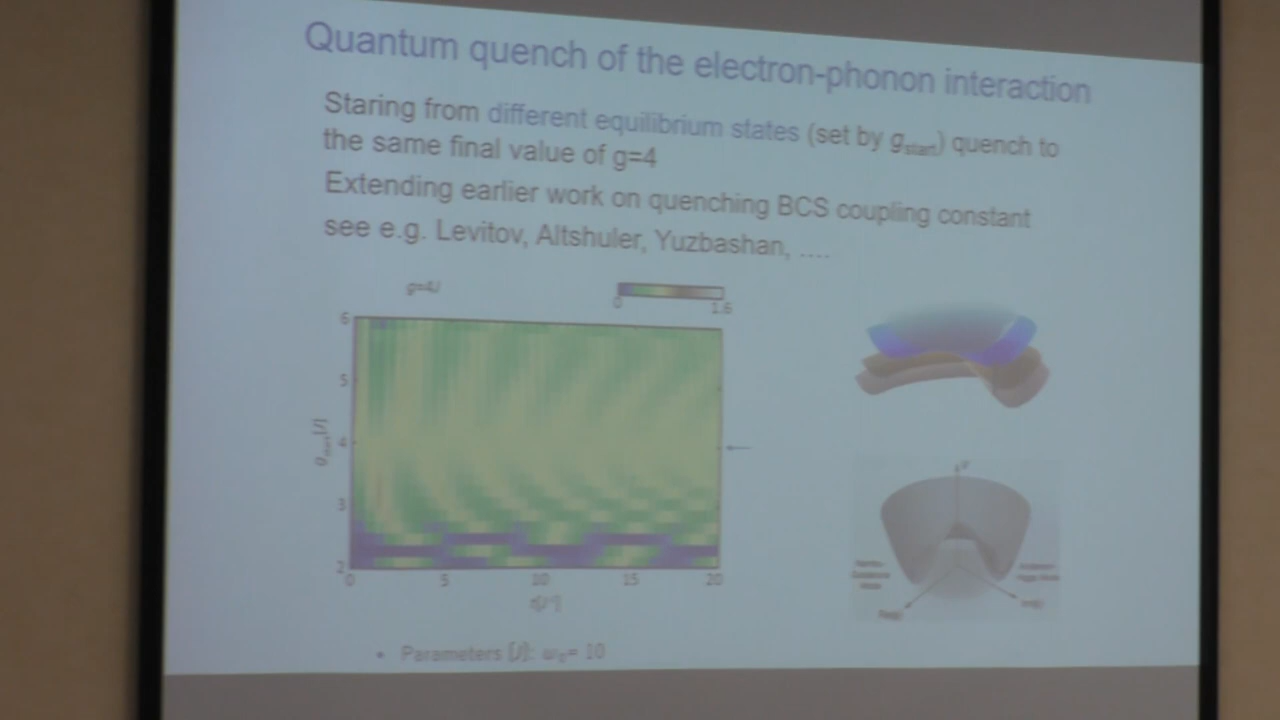 Quantum quench of the electron-phonon interaction
Staring from different equilibrium states (set by gstart) quench to
the same final value of g=4
Extending earlier work on quenching BCS coupling constant
see e.g. Levitov, Altshuler, Yuzbashan, ....
g=4J
0 1.6
6
5
4
3
2
0 5 10 15 20
• Parameters [J]: ω0= 10